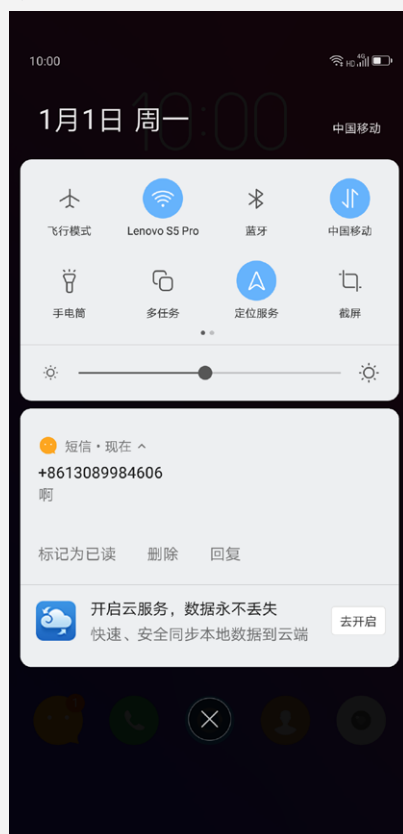 10:00
HD 4G
10:00
1月1日 周一
中国移动
飞行模式
Lenovo S5 Pro
蓝牙
中国移动
手电筒
多任务
定位服务
截屏
短信・现在
+8613089984606
啊
标记为已读 删除 回复
开启云服务，数据永不丢失
快速、安全同步本地数据到云端
去开启